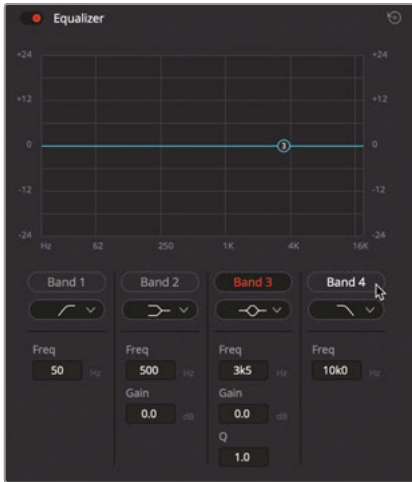 Equalizer
+24 +24
+12 +12
0 3 0
-12 -12
-24 -24
Hz 62 250 1K 4K 16K
Band 1 Band 2 Band 3 Band 4
Freq Freq Freq Freq
50 Hz 500 Hz 3k5 Hz 10k0 Hz
Gain Gain
0.0 dB 0.0 dB
Q
1.0